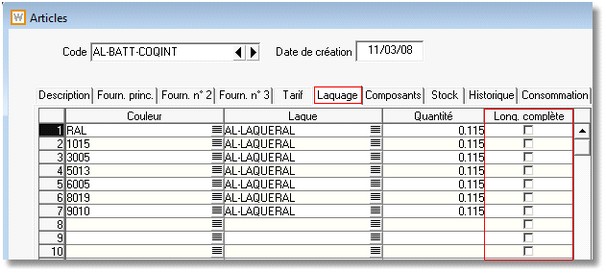 W Articles
Code AL-BATT-COQINT Date de création 11/03/08
Description Fourn. princ. Fourn. n° 2 Fourn. n° 3 Tarif Laquage Composants Stock Historique Consommation
Couleur Laque Quantité Long. complète
1 RAL AL-LAQUERAL 0.115
2 1015 AL-LAQUERAL 0.115
3 3005 AL-LAQUERAL 0.115
4 5013 AL-LAQUERAL 0.115
5 6005 AL-LAQUERAL 0.115
6 8019 AL-LAQUERAL 0.115
7 9010 AL-LAQUERAL 0.115
8
9
10